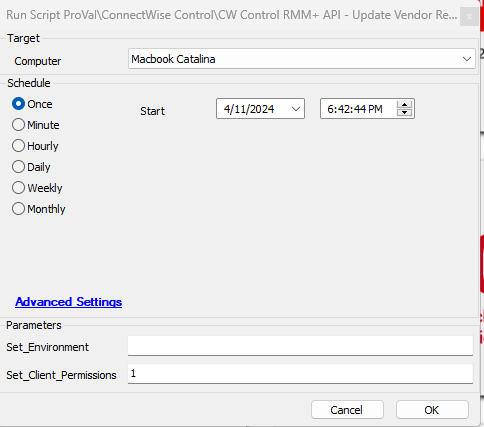 Run Script ProVal\ConnectWise Control\CW Control RMM+ API - Update Vendor Re... x
Target
Computer Macbook Catalina
Schedule
Once
Start 4/11/2024 6:42:44 PM
Minute
Hourly
Daily
Weekly
Monthly
Advanced Settings
Parameters
Set_Environment
Set_Client_Permissions 1
Cancel OK